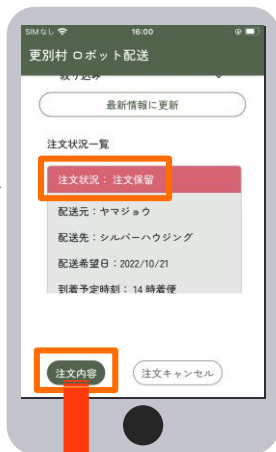 SIMなし 16:00
更別村 ロボット配送
絞り込み
最新情報に更新
注文状況一覧
注文状況： 注文保留
配送元：ヤマジョウ
配送先：シルバーハウジング
配送希望日：2022/10/21
到着予定時刻： 14 時着便
注文内容
注文キャンセル